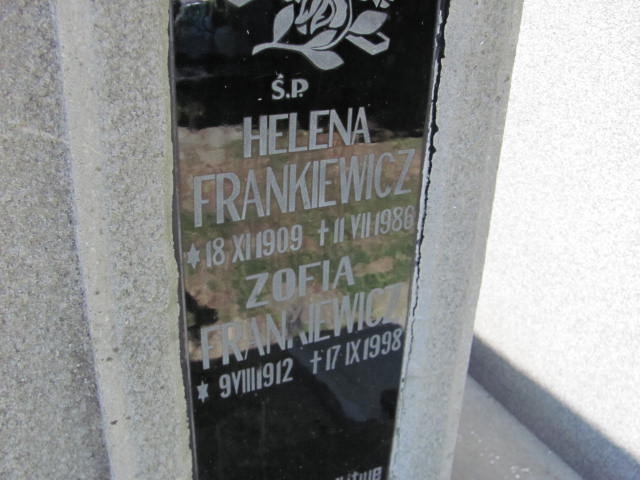 Ś.P.
HELENA
FRANKIEWICZ
* 18 XI 1909 † 11 VII 1986
ZOFIA
FRANKIEWICZ
* 9 VIII 1912 † 17 IX 1998